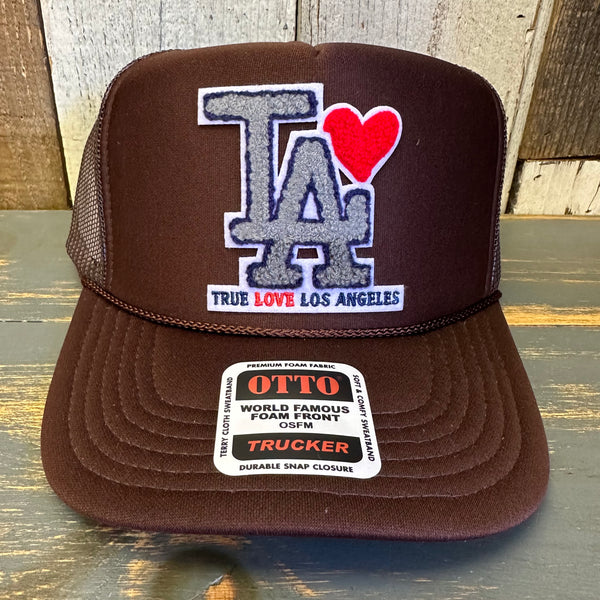 LA
TRUE LOVE LOS ANGELES
PREMIUM FOAM FABRIC
TERRY CLOTH SWEATBAND
OTTO
WORLD FAMOUS
FOAM FRONT
OSFM
TRUCKER
SOFT & COMFY SWEATBAND
DURABLE SNAP CLOSURE